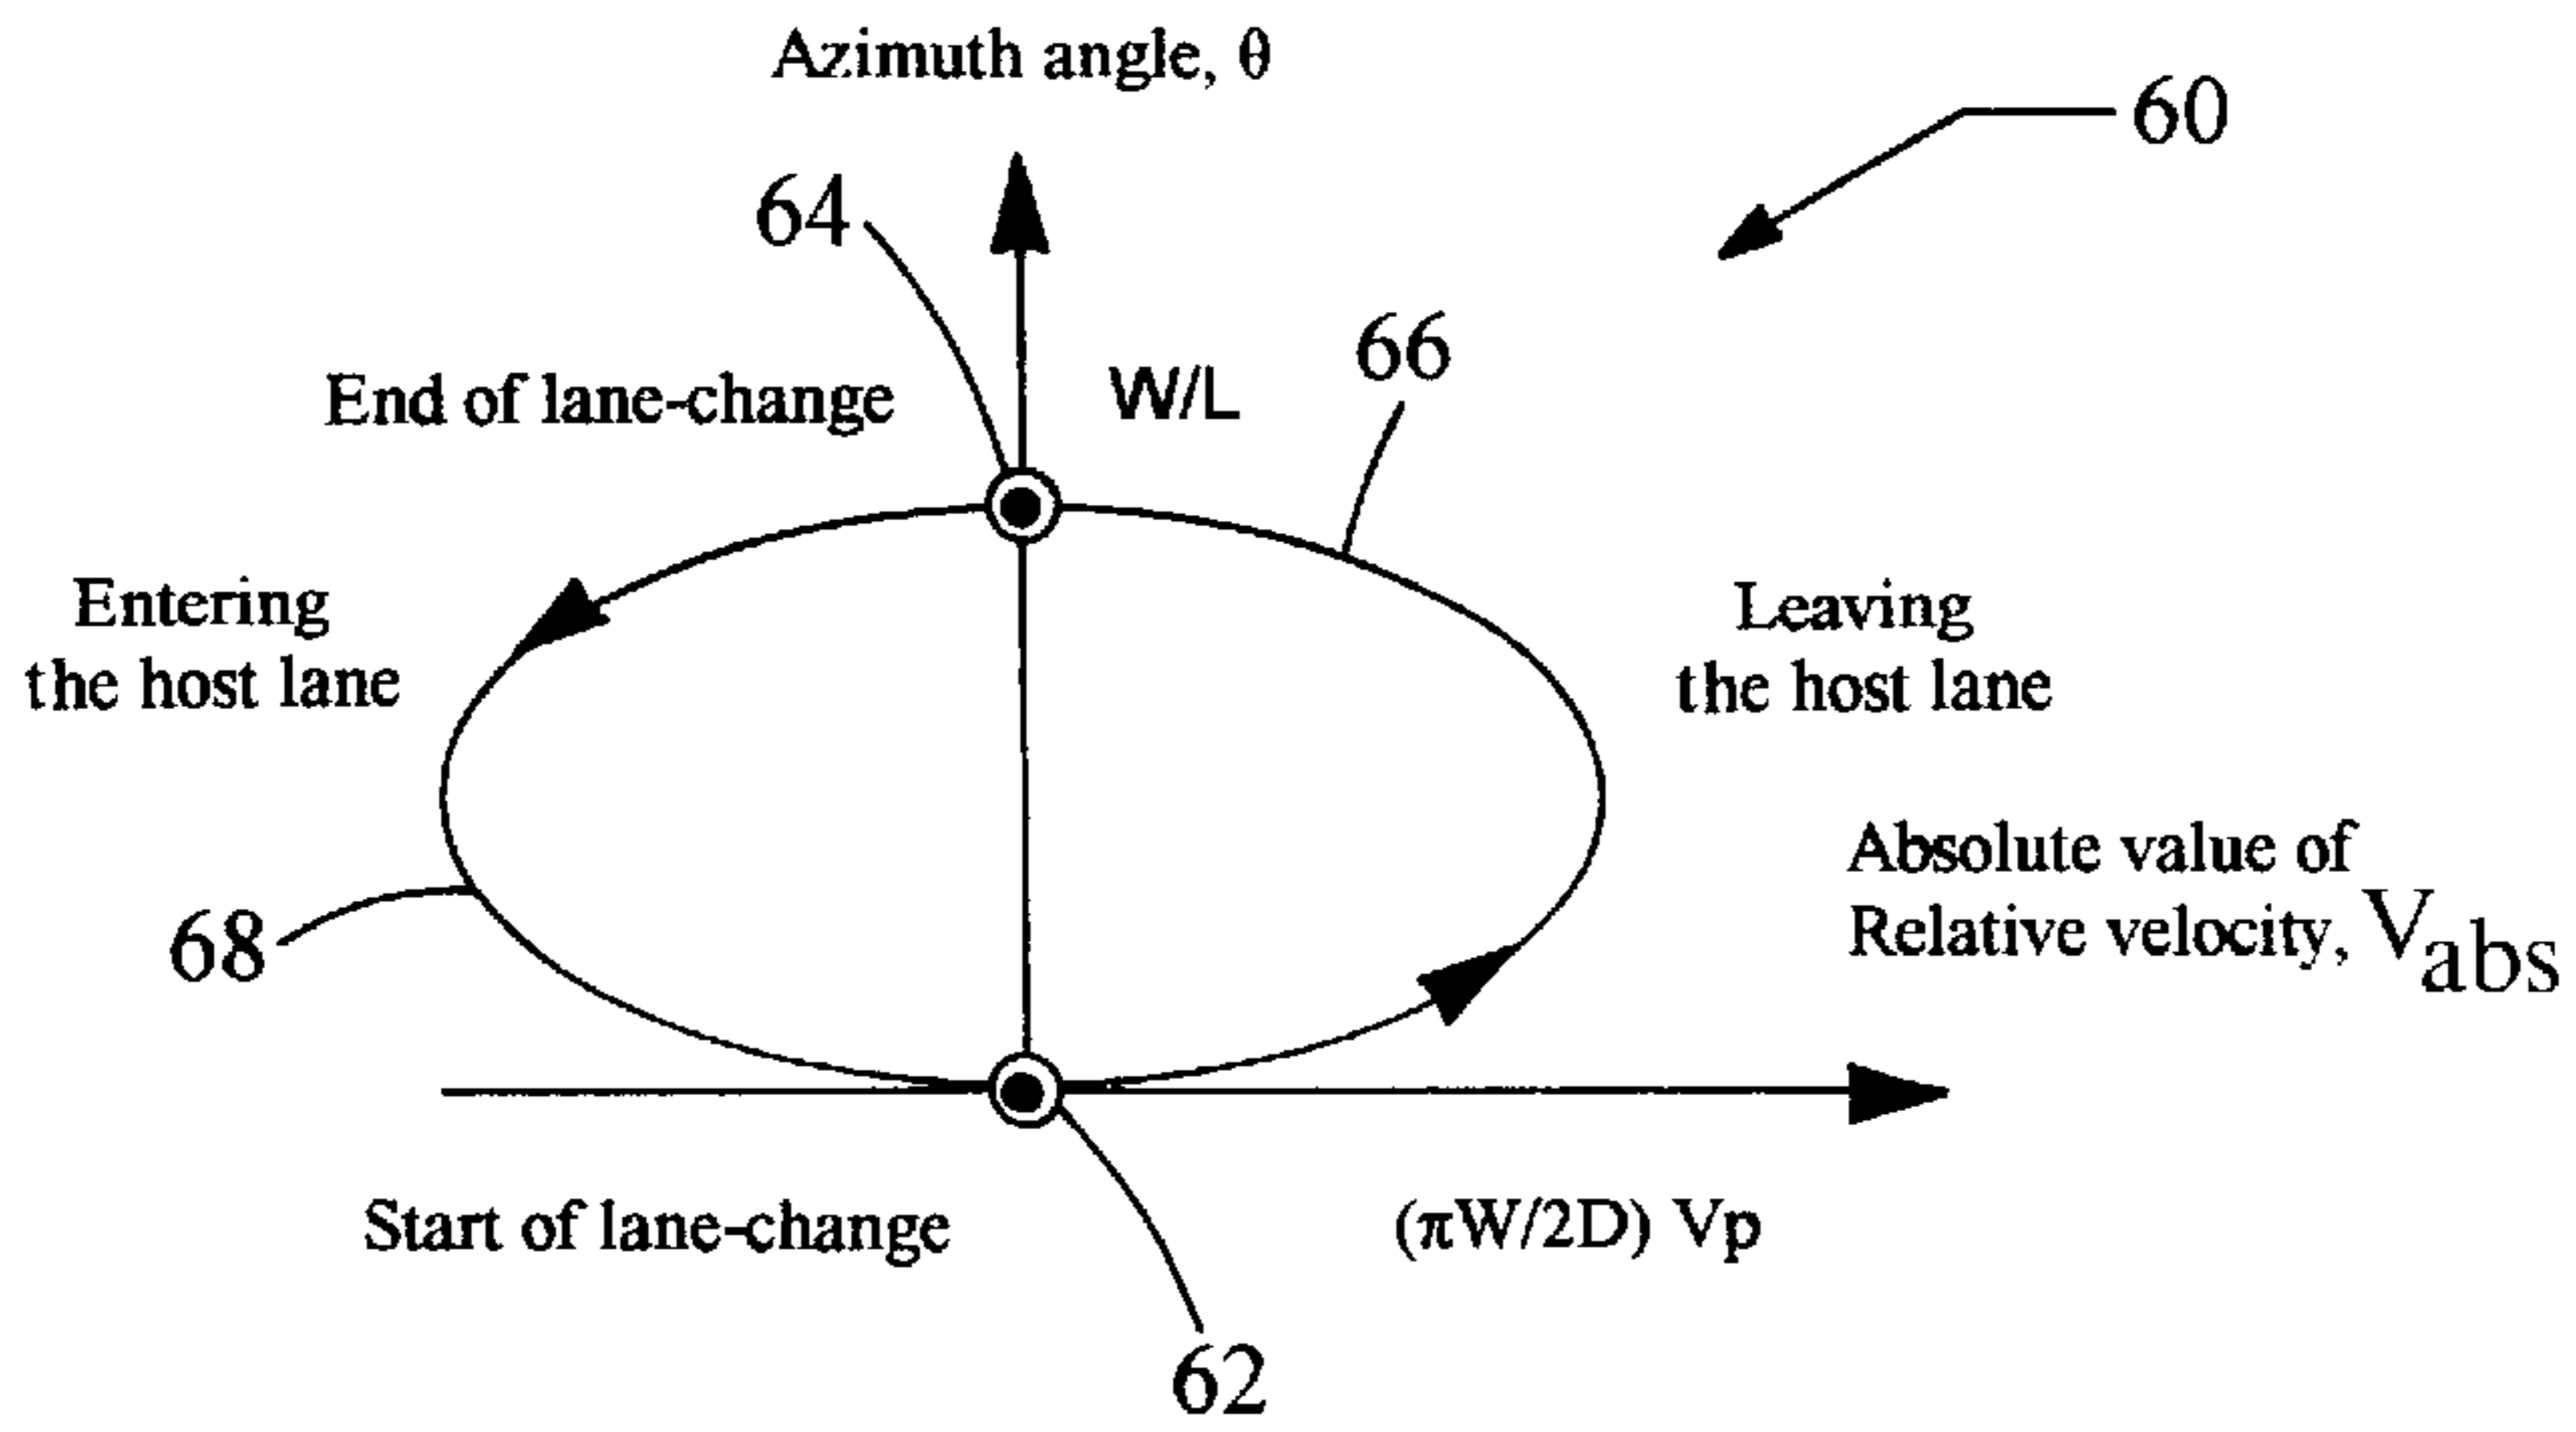 Azimuth angle, θ
60
64
66
End of lane-change
W/L
Entering
the host lane
Leaving
the host lane
Absolute value of
Relative velocity, Vabs
68
Start of lane-change
(πW/2D) Vp
62